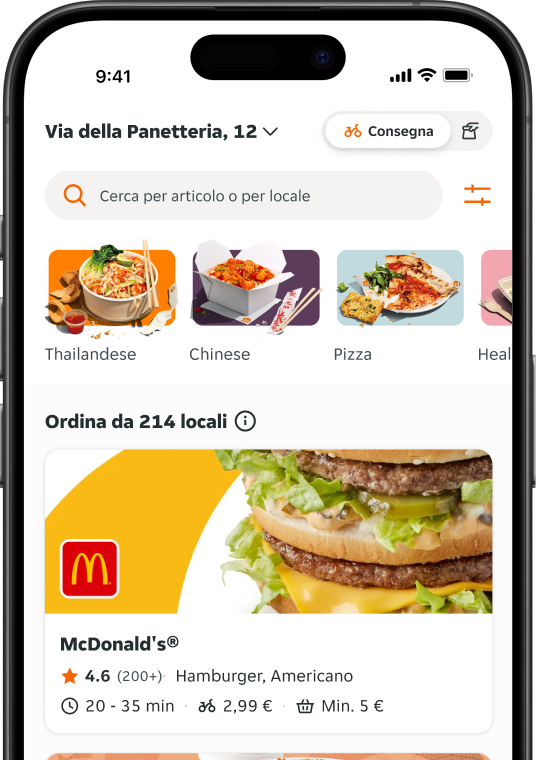 9:41
Via della Panetteria, 12
Consegna
Cerca per articolo o per locale
Thailandese
Chinese
Pizza
Heal
Ordina da 214 locali
McDonald's®
4.6 (200+) · Hamburger, Americano
20 - 35 min · 2,99 € · Min. 5 €